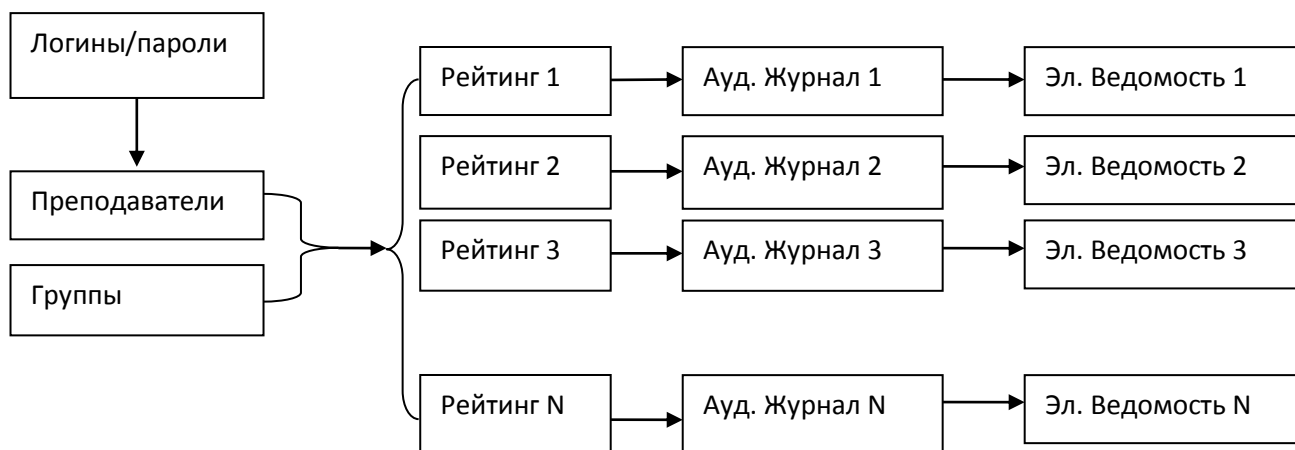 Логины/пароли
Преподаватели
Группы
Рейтинг 1
Ауд. Журнал 1
Эл. Ведомость 1
Рейтинг 2
Ауд. Журнал 2
Эл. Ведомость 2
Рейтинг 3
Ауд. Журнал 3
Эл. Ведомость 3
Рейтинг N
Ауд. Журнал N
Эл. Ведомость N